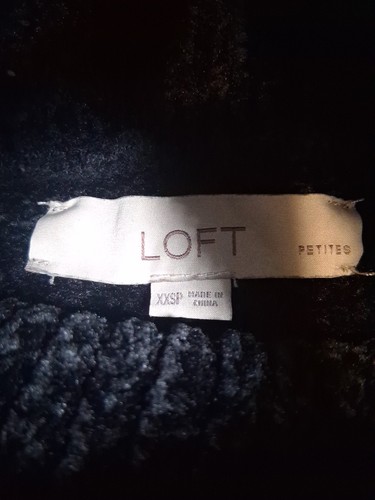 LOFT
PETITES
XXSP MADE IN
CHINA